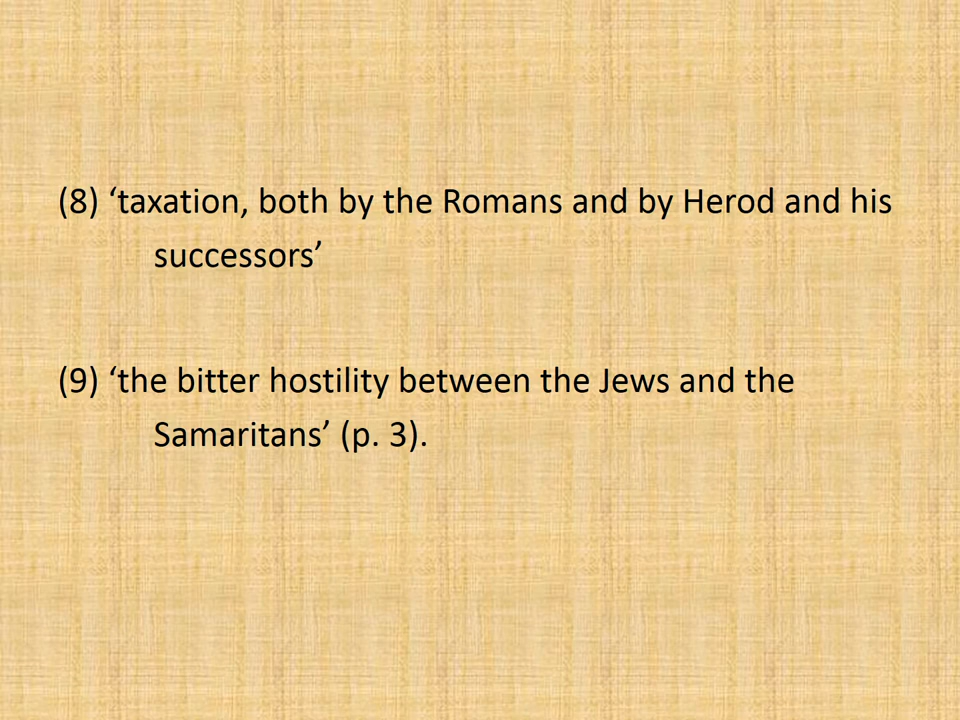 (8) ‘taxation, both by the Romans and by Herod and his
successors’
(9) ‘the bitter hostility between the Jews and the
Samaritans’ (p. 3).